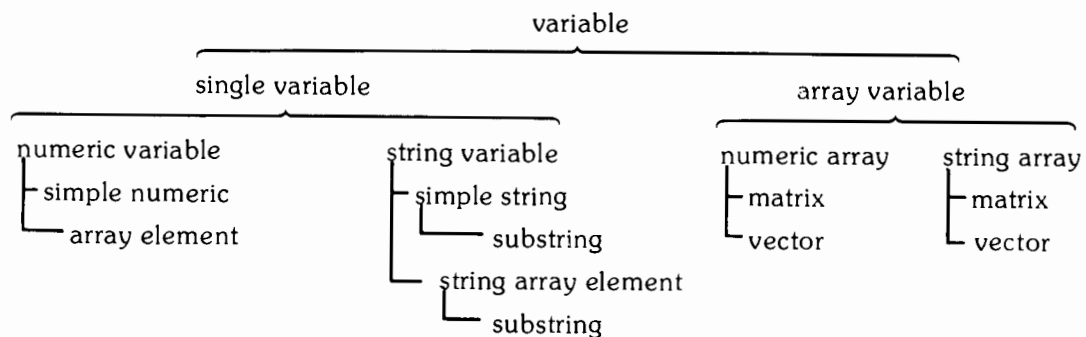 variable
single variable array variable
numeric variable string variable numeric array string array
simple numeric simple string matrix matrix
array element substring vector vector
string array element
substring